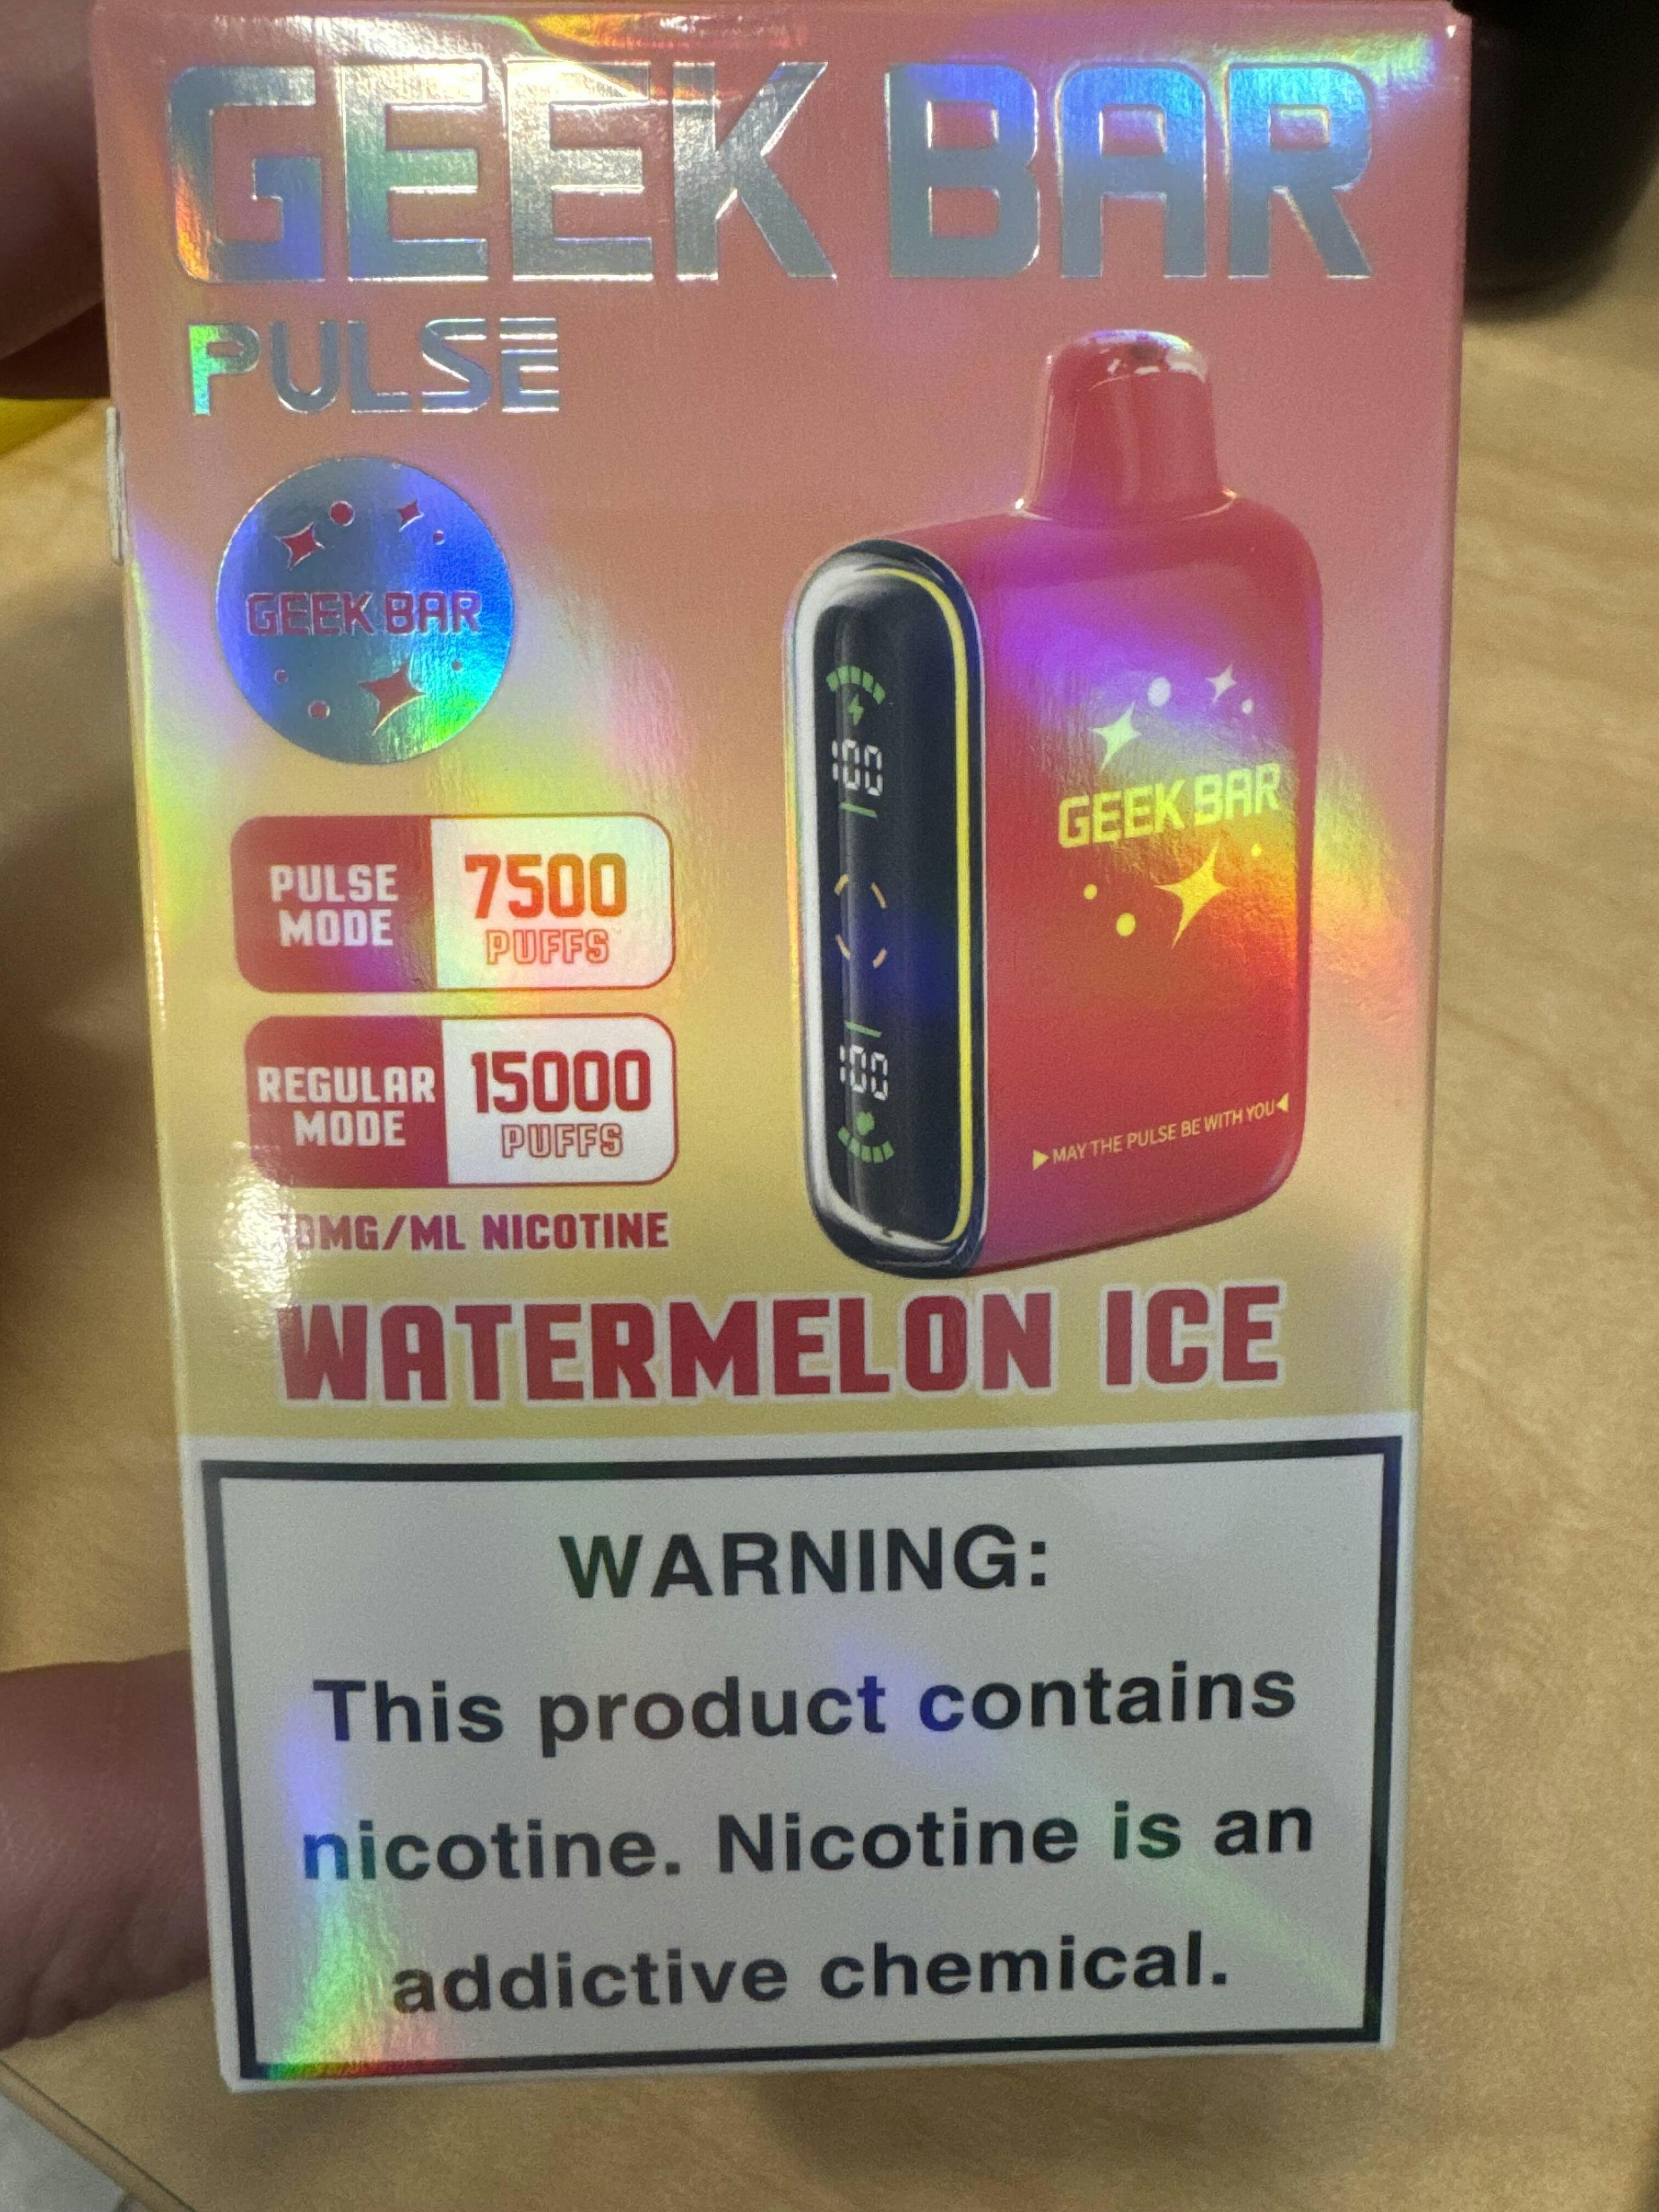 GEEK BAR
PULSE
GEEK BAR
PULSE
MODE
7500
PUFFS
REGULAR
MODE
15000
PUFFS
MG/ML NICOTINE
100
100
GEEK BAR
MAY THE PULSE BE WITH YOU
WATERMELON ICE
WARNING:
This product contains
nicotine. Nicotine is an
addictive chemical.